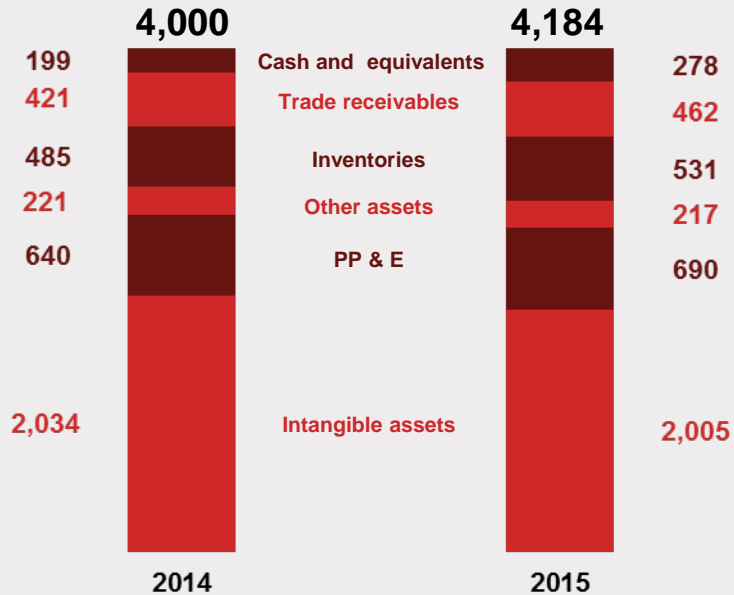 4,000 4,184
199 Cash and equivalents 278
421 Trade receivables 462
485 Inventories 531
221 Other assets 217
640 PP & E 690
2,034 Intangible assets 2,005
2014 2015